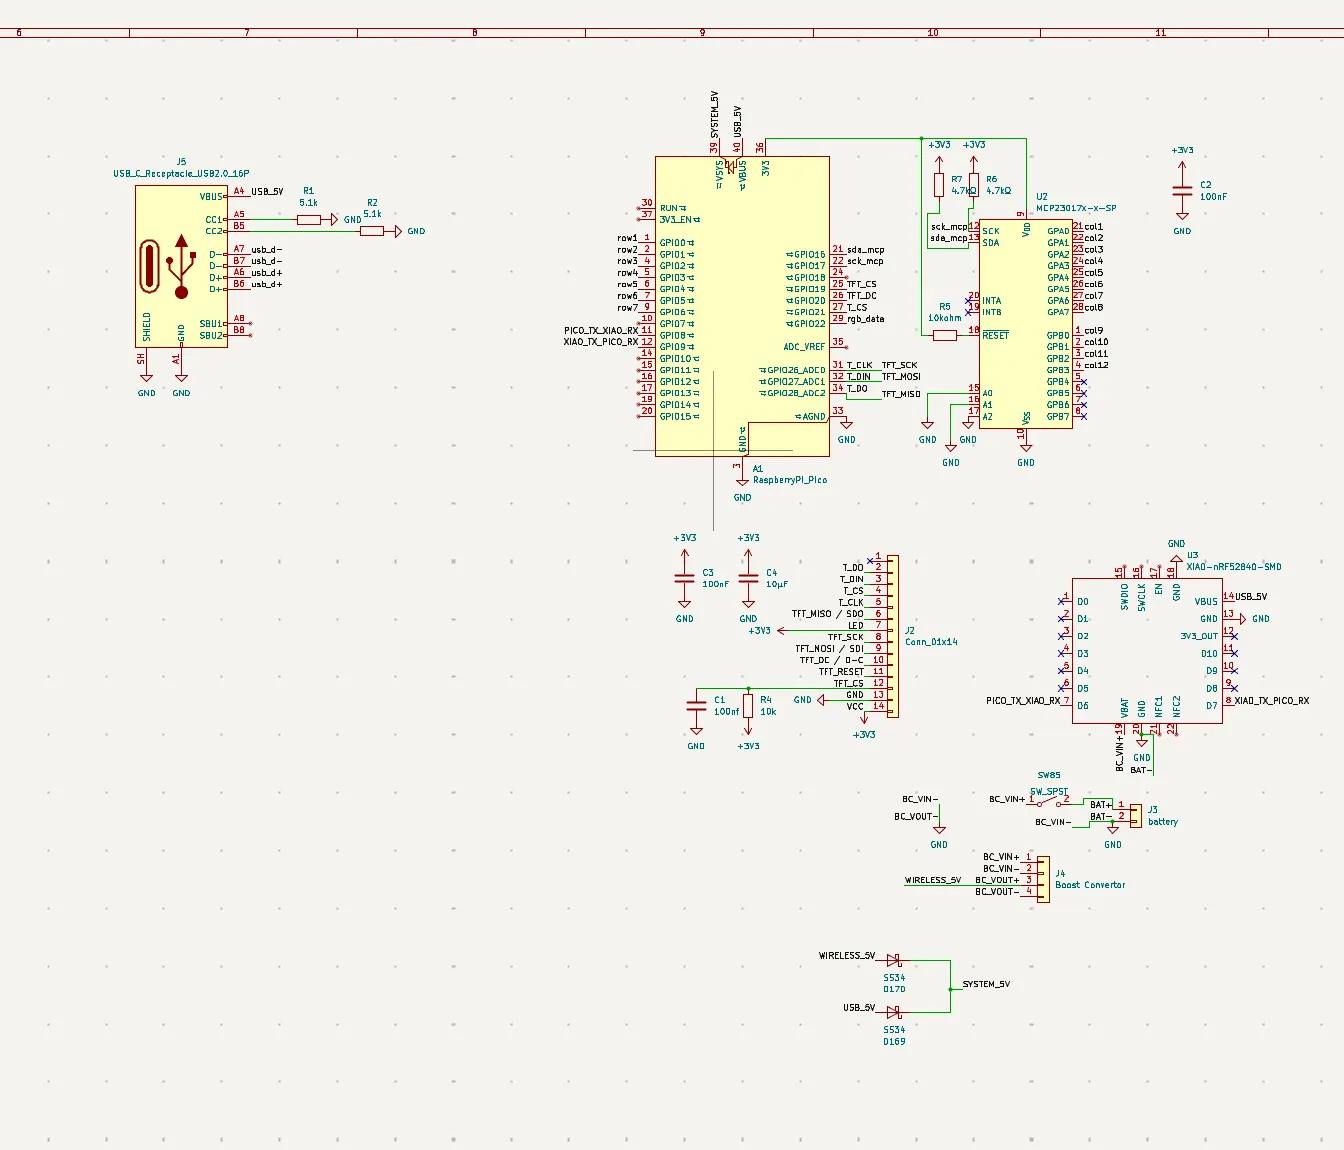 6 7 8 9 10 11
J5
USB_C_Receptacle_USB2.0_16P
VBUS A4 USB_5V
CC1 A5
CC2 B5
D- A7 usb_d-
D- B7 usb_d-
D+ A6 usb_d+
D+ B6 usb_d+
SBU1 A8
SBU2 B8
SHIELD
GND
SH
A1
GND
GND
R1
5.1k
GND
R2
5.1k
GND
SYSTEM_5V
USB_5V
39
40
36
VSYS
VBUS
3V3
30 RUN
37 3V3_EN
row1 1 GPIO0
row2 2 GPIO1
row3 4 GPIO2
row4 5 GPIO3
row5 6 GPIO4
row6 7 GPIO5
row7 9 GPIO6
10 GPIO7
PICO_TX_XIAO_RX 11 GPIO8
XIAO_TX_PICO_RX 12 GPIO9
14 GPIO10
15 GPIO11
16 GPIO12
17 GPIO13
19 GPIO14
20 GPIO15
GPIO16 21 sda_mcp
GPIO17 22 sck_mcp
GPIO18 24
GPIO19 25 TFT_CS
GPIO20 26 TFT_DC
GPIO21 27 T_CS
GPIO22 29 rgb_data
ADC_VREF 35
GPIO26_ADC0 31 T_CLK TFT_SCK
GPIO27_ADC1 32 T_DIN TFT_MOSI
GPIO28_ADC2 34 T_DO
TFT_MISO
AGND 33
GND
GND
3
A1
RaspberryPi_Pico
GND
+3V3
+3V3
R7
4.7kΩ
R6
4.7kΩ
U2
MCP23017x-x-SP
9
VDD
sck_mcp 12 SCK
sda_mcp 13 SDA
20 INTA
19 INTB
R5
10kohm
18 RESET
15 A0
16 A1
17 A2
GPA0 21 col1
GPA1 22 col2
GPA2 23 col3
GPA3 24 col4
GPA4 25 col5
GPA5 26 col6
GPA6 27 col7
GPA7 28 col8
GPB0 1 col9
GPB1 2 col10
GPB2 3 col11
GPB3 4 col12
GPB4 5
GPB5 6
GPB6 7
GPB7 8
VSS
10
GND
GND
GND
GND
+3V3
C2
100nF
GND
+3V3
C3
100nF
GND
+3V3
C4
10µF
GND
1
T_DO 2
T_DIN 3
T_CS 4
T_CLK 5
TFT_MISO / SDO 6
+3V3 LED 7
TFT_SCK 8
TFT_MOSI / SDI 9
TFT_DC / D-C 10
TFT_RESET 11
TFT_CS 12
GND GND 13
VCC 14
+3V3
J2
Conn_01x14
C1
100nf
GND
R4
10k
+3V3
GND
U3
XIAO-nRF52840-SMD
15
16
17
18
SWDIO
SWCLK
EN
GND
1 D0
2 D1
3 D2
4 D3
5 D4
6 D5
PICO_TX_XIAO_RX 7 D6
VBUS 14 USB_5V
GND 13 GND
3V3_OUT 12
D10 11
D9 10
D8 9
D7 8 XIAO_TX_PICO_RX
VBAT
GND
NFC1
NFC2
19
20
21
22
BC_VIN+
GND
BAT-
SW85
SW_SPST
BC_VIN+ 1 2
BAT+ 1
BAT- 2
BC_VIN-
J3
battery
GND
BC_VIN-
BC_VOUT-
GND
BC_VIN+ 1
BC_VIN- 2
WIRELESS_5V BC_VOUT+ 3
BC_VOUT- 4
J4
Boost Convertor
WIRELESS_5V
SS34
D170
SYSTEM_5V
USB_5V
SS34
D169